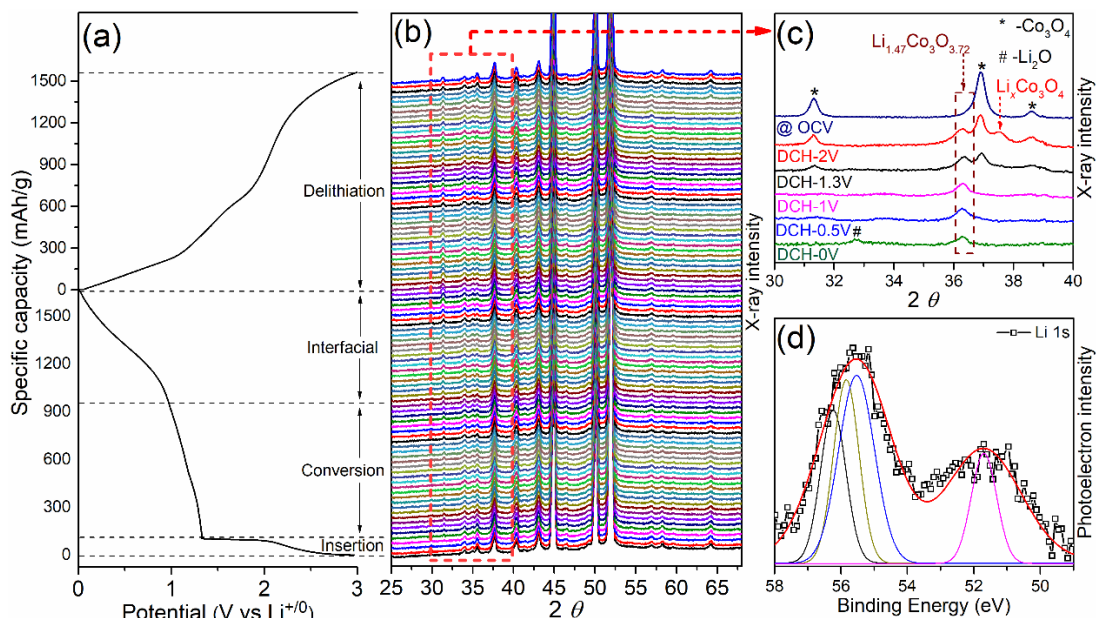 (a)
Specific capacity (mAh/g)
1500
1200
900
600
300
0
1500
1200
900
600
300
0
Delithiation
Interfacial
Conversion
Insertion
0
1
2
3
Potential (V vs Li+/0)
(b)
X-ray intensity
25 30 35 40 45 50 55 60 65
2 θ
(c)
Li1.47Co3O3.72
* -Co3O4
# -Li2O
LixCo3O4
*
*
*
@ OCV
DCH-2V
DCH-1.3V
DCH-1V
DCH-0.5V
#
DCH-0V
X-ray intensity
30 32 34 36 38 40
2 θ
(d)
Li 1s
Photoelectron intensity
58 56 54 52 50
Binding Energy (eV)